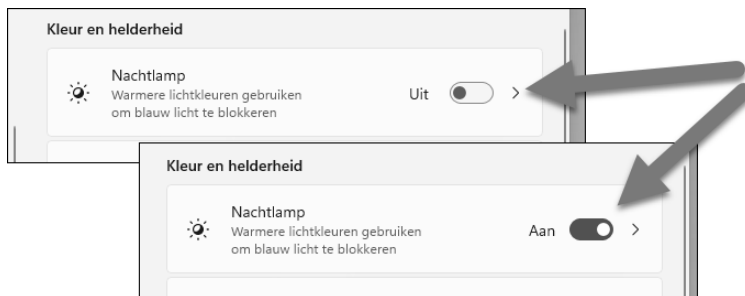 Kleur en helderheid
Nachtlamp
Warmere lichtkleuren gebruiken
om blauw licht te blokkeren
Uit
Kleur en helderheid
Nachtlamp
Warmere lichtkleuren gebruiken
om blauw licht te blokkeren
Aan